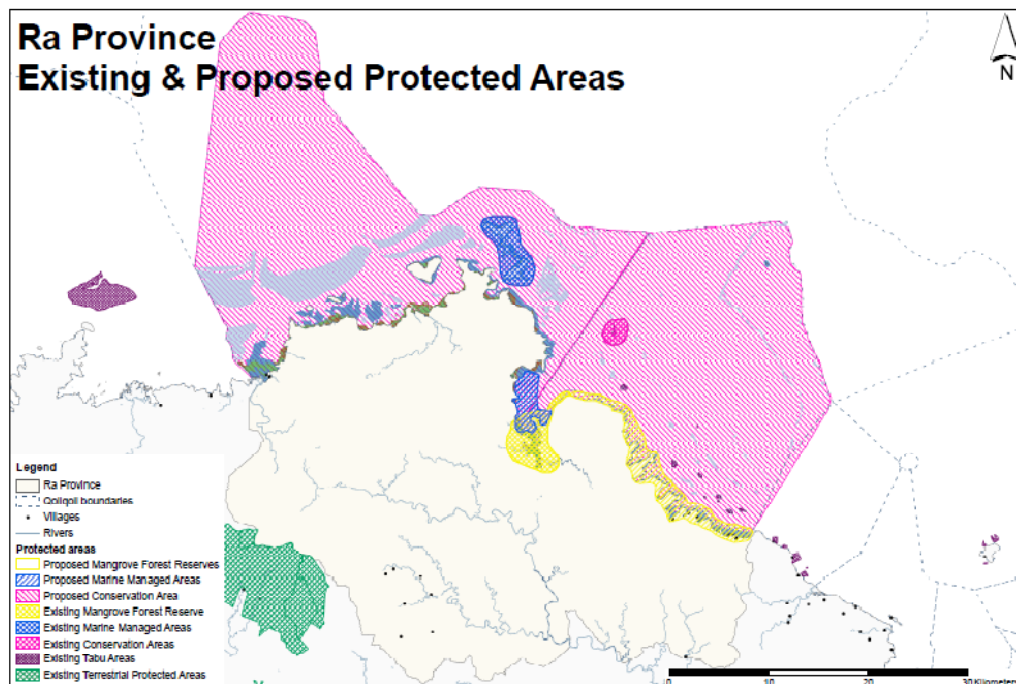 Ra Province
Existing & Proposed Protected Areas
N
Legend
Ra Province
Qoliqoli boundaries
Villages
Rivers
Protected areas
Proposed Mangrove Forest Reserves
Proposed Marine Managed Areas
Proposed Conservation Area
Existing Mangrove Forest Reserve
Existing Marine Managed Areas
Existing Conservation Areas
Existing Tabu Areas
Existing Terrestrial Protected Areas
0 10 20 30 Kilometers